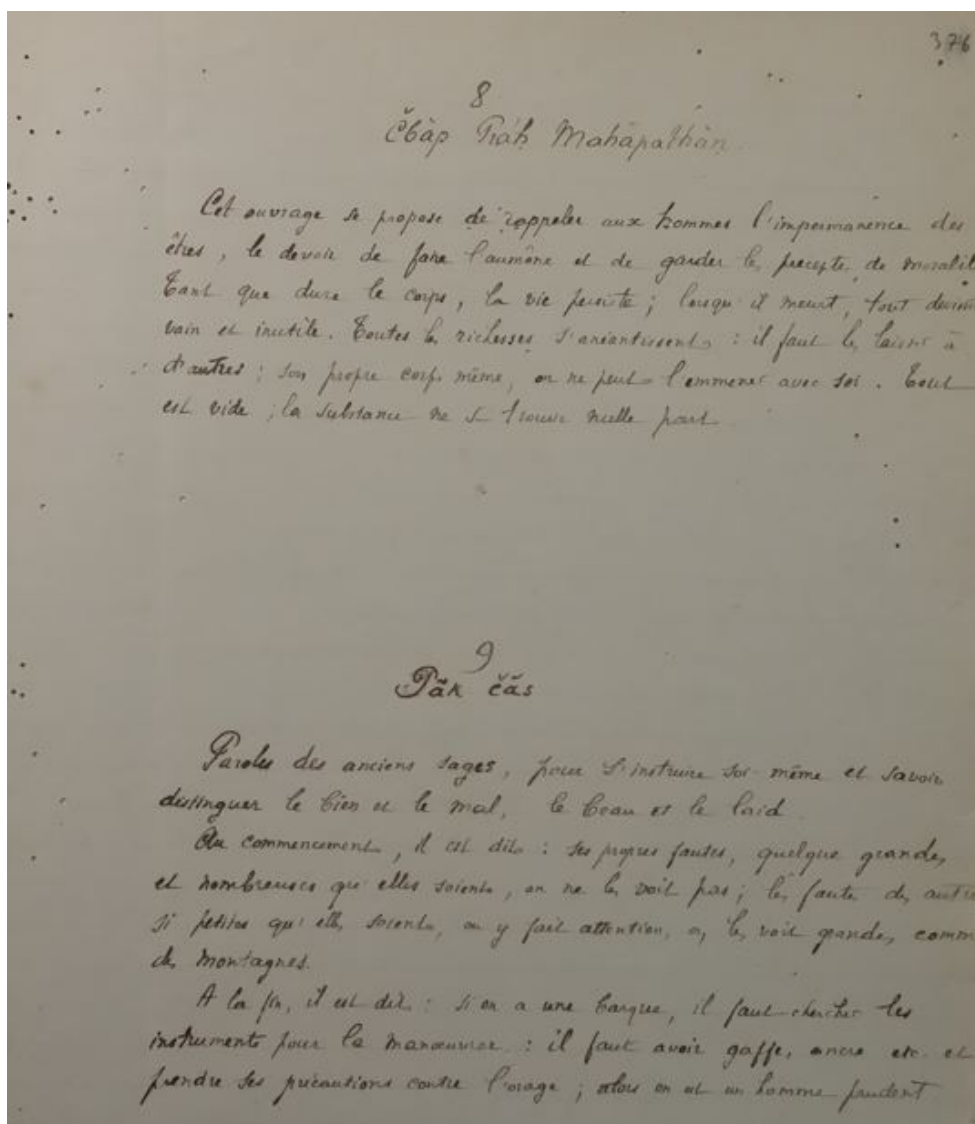 376
8
Čbàp Práḥ Mahāpathān.
Cet ouvrage se propose de rappeler aux hommes l'impermanence des
êtres, le devoir de faire l'aumône et de garder les préceptes de moralit
Tant que dure le corps, la vie persiste ; lorsqu'il meurt, tout devient
vain et inutile. Toutes les richesses s'anéantissent : il faut les laisser à
d'autres ; son propre corps même, on ne peut l'emmener avec soi. Tout
est vide ; la substance ne se trouve nulle part
9
Pāk čăs
Paroles des anciens sages, pour s'instruire soi-même et savoir
distinguer le bien et le mal, le beau et le laid.
Au commencement, il est dit : ses propres fautes, quelque grandes
et nombreuses qu'elles soient, on ne les voit pas ; les fautes des autre
si petites qu'elles soient, on y fait attention, on les voit grandes comm
des montagnes.
A la fin, il est dit : si on a une barque, il faut chercher les
instruments pour la manœuvrer : il faut avoir gaffe, ancre etc. et
prendre ses précautions contre l'orage ; alors on est un homme prudent